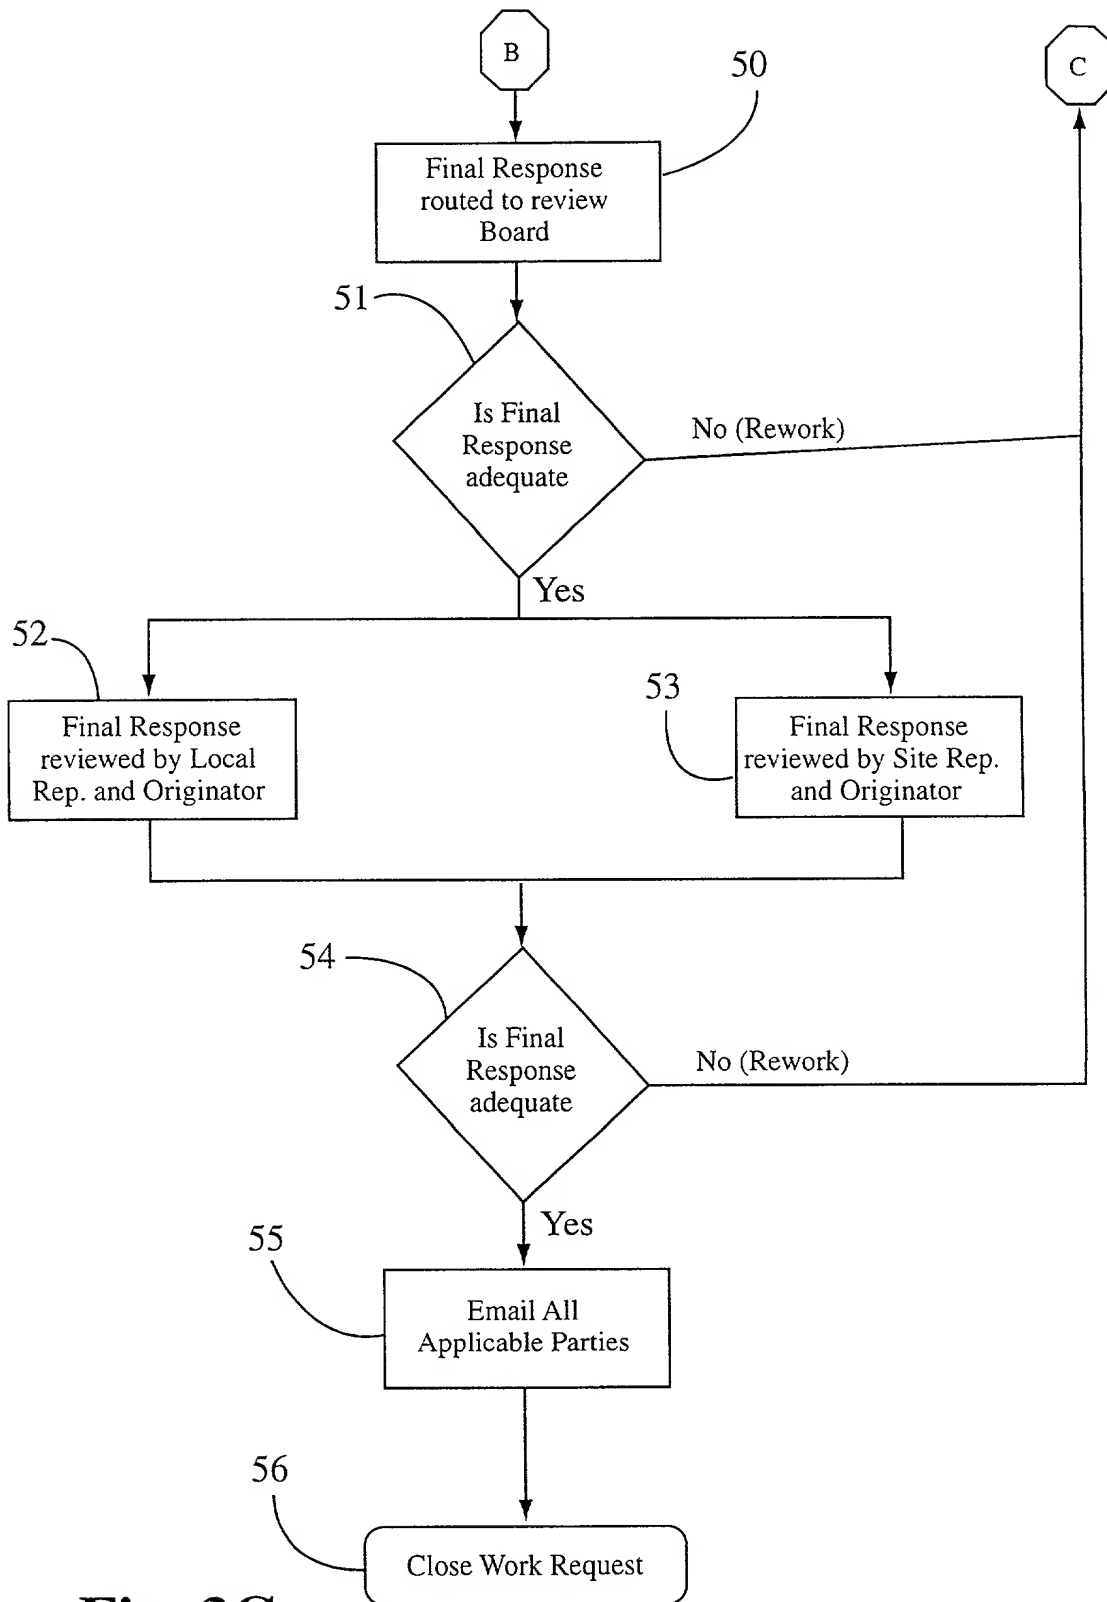 B
C
50
Final Response
routed to review
Board
51
Is Final
Response
adequate
No (Rework)
Yes
52
Final Response
reviewed by Local
Rep. and Originator
53
Final Response
reviewed by Site Rep.
and Originator
54
Is Final
Response
adequate
No (Rework)
Yes
55
Email All
Applicable Parties
56
Close Work Request